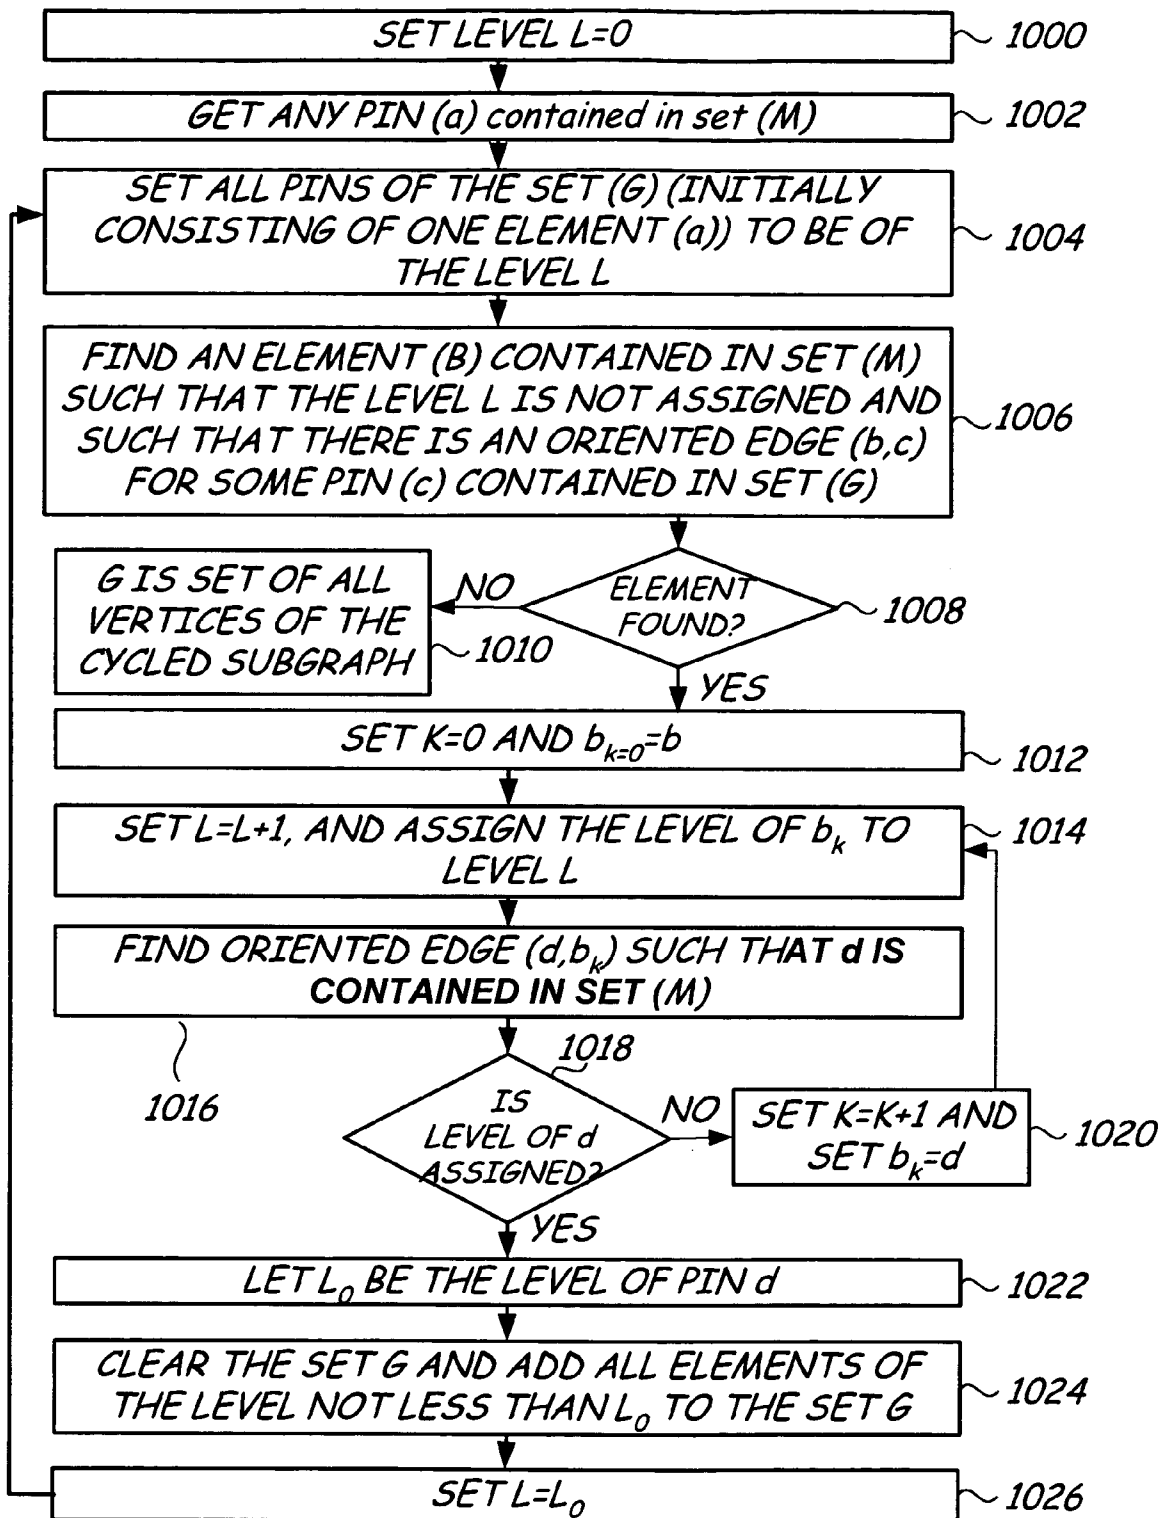 SET LEVEL L=0
1000
GET ANY PIN (a) contained in set (M)
1002
SET ALL PINS OF THE SET (G) (INITIALLY
CONSISTING OF ONE ELEMENT (a)) TO BE OF
THE LEVEL L
1004
FIND AN ELEMENT (B) CONTAINED IN SET (M)
SUCH THAT THE LEVEL L IS NOT ASSIGNED AND
SUCH THAT THERE IS AN ORIENTED EDGE (b,c)
FOR SOME PIN (c) CONTAINED IN SET (G)
1006
ELEMENT
FOUND?
1008
NO
G IS SET OF ALL
VERTICES OF THE
CYCLED SUBGRAPH
1010
YES
SET K=0 AND b_{k=0}=b
1012
SET L=L+1, AND ASSIGN THE LEVEL OF b_k TO
LEVEL L
1014
FIND ORIENTED EDGE (d,b_k) SUCH THAT d IS
CONTAINED IN SET (M)
1016
1018
IS
LEVEL OF d
ASSIGNED?
NO
SET K=K+1 AND
SET b_k=d
1020
YES
LET L_0 BE THE LEVEL OF PIN d
1022
CLEAR THE SET G AND ADD ALL ELEMENTS OF
THE LEVEL NOT LESS THAN L_0 TO THE SET G
1024
SET L=L_0
1026